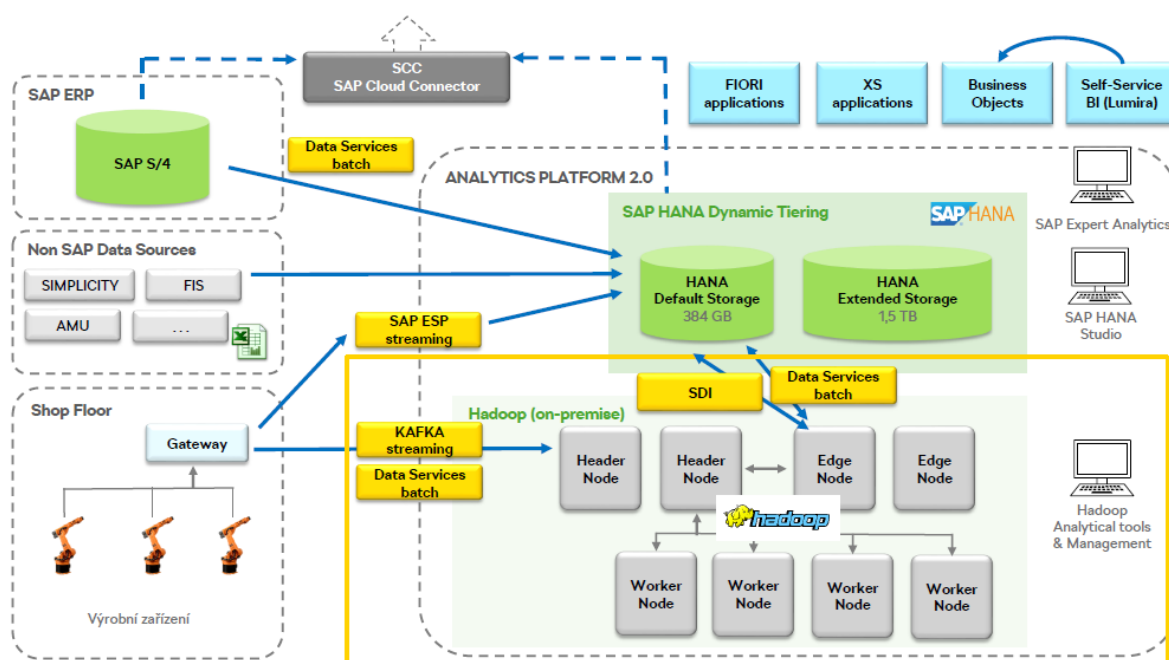 SCC
SAP Cloud Connector
FIORI
applications
XS
applications
Business
Objects
Self-Service
BI (Lumira)
SAP ERP
SAP S/4
Data Services
batch
ANALYTICS PLATFORM 2.0
SAP HANA Dynamic Tiering
SAP HANA
SAP Expert Analytics
Non SAP Data Sources
SIMPLICITY
FIS
AMU
...
HANA
Default Storage
384 GB
HANA
Extended Storage
1,5 TB
SAP HANA
Studio
SAP ESP
streaming
SDI
Data Services
batch
Shop Floor
Gateway
Výrobní zařízení
KAFKA
streaming
Data Services
batch
Hadoop (on-premise)
Header
Node
Header
Node
Edge
Node
Edge
Node
hadoop
Worker
Node
Worker
Node
Worker
Node
Worker
Node
Hadoop
Analytical tools
& Management